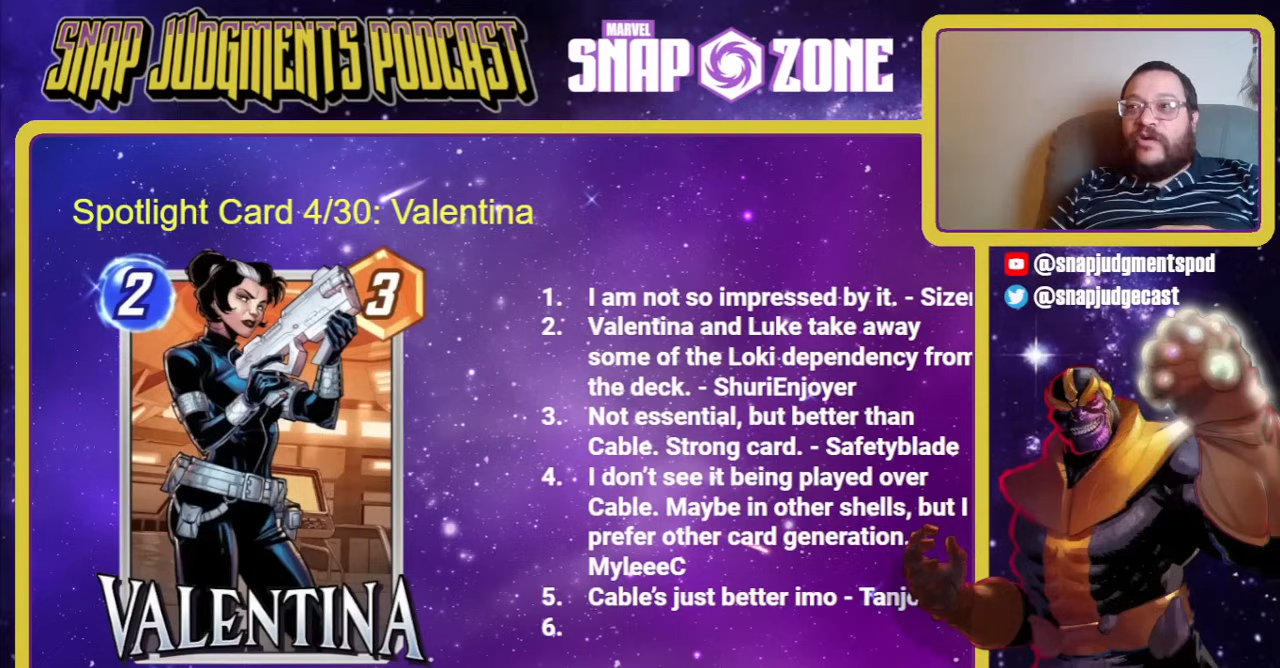 SNAP JUDGMENTS PODCAST
MARVEL
SNAP ZONE
Spotlight Card 4/30: Valentina
2
3
VALENTINA
1. I am not so impressed by it. -
2. Valentina and Luke take away
some of the Loki dependency from
the deck. - ShuriEnjoyer
3. Not essential, but better than
Cable. Strong card. - Safetyblade
4. I don't see it being played over
Cable. Maybe in other shells, but I
prefer other card generation.
MyleeeC
5. Cable's just better imo -
6.
@snapjudgmentspod
@snapjudgecast